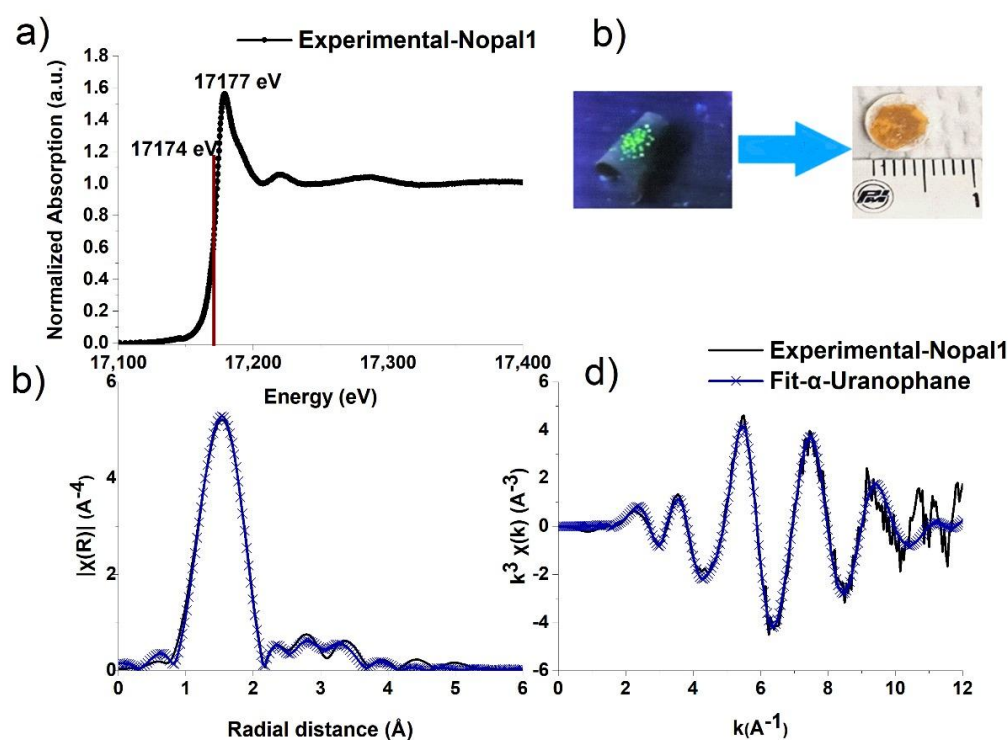 a)
Experimental-Nopal1
b)
1.8
1.6
1.4
1.2
1.0
0.8
0.6
0.4
0.2
0.0
17177 eV
17174 eV
Normalized Absorption (a.u.)
17,100
17,200
17,300
17,400
Energy (eV)
1
b)
6
4
2
0
|χ(R)| (A⁻⁴)
0
1
2
3
4
5
6
Radial distance (Å)
d)
Experimental-Nopal1
Fit-α-Uranophane
6
4
2
0
-2
-4
-6
k³ χ(k) (A⁻³)
0
2
4
6
8
10
12
k(A⁻¹)